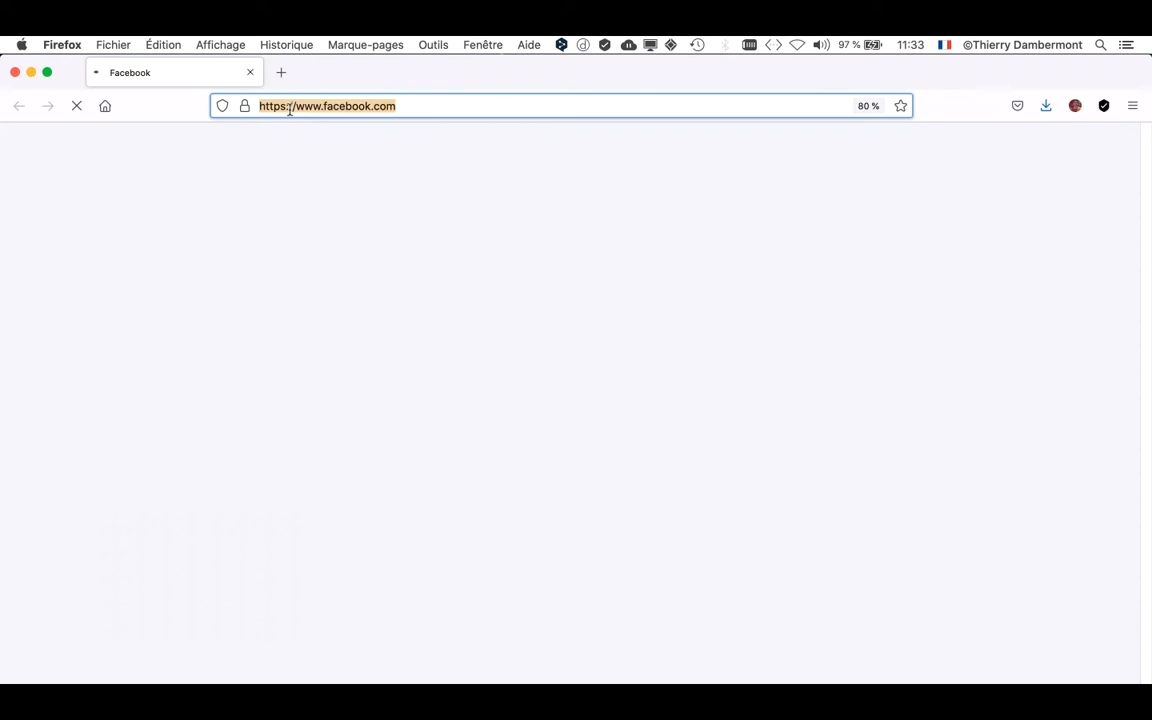 Firefox Fichier Édition Affichage Historique Marque-pages Outils Fenêtre Aide 97 % 11:33 ©Thierry Dambermont
Facebook
https://www.facebook.com 80 %